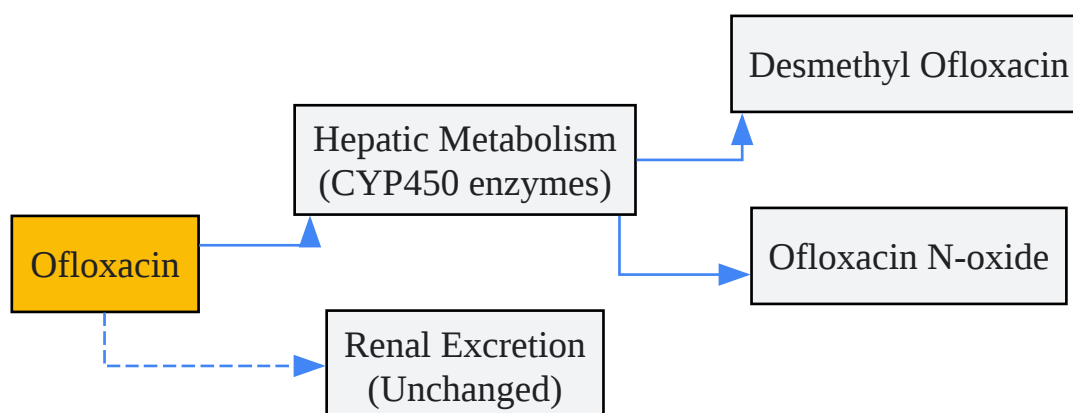 Desmethyl Ofloxacin
Hepatic Metabolism
(CYP450 enzymes)
Ofloxacin
Ofloxacin N-oxide
Renal Excretion
(Unchanged)